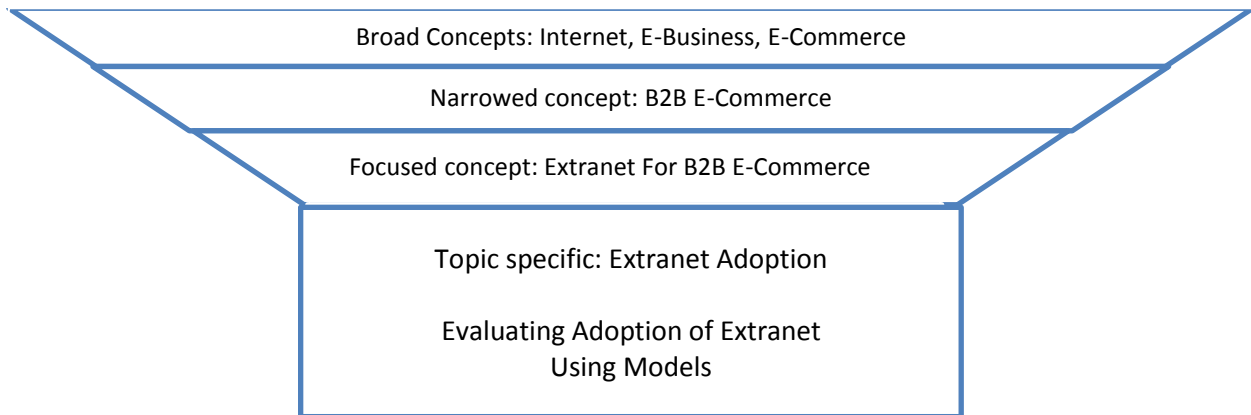 Broad Concepts: Internet, E-Business, E-Commerce
Narrowed concept: B2B E-Commerce
Focused concept: Extranet For B2B E-Commerce
Topic specific: Extranet Adoption
Evaluating Adoption of Extranet
Using Models